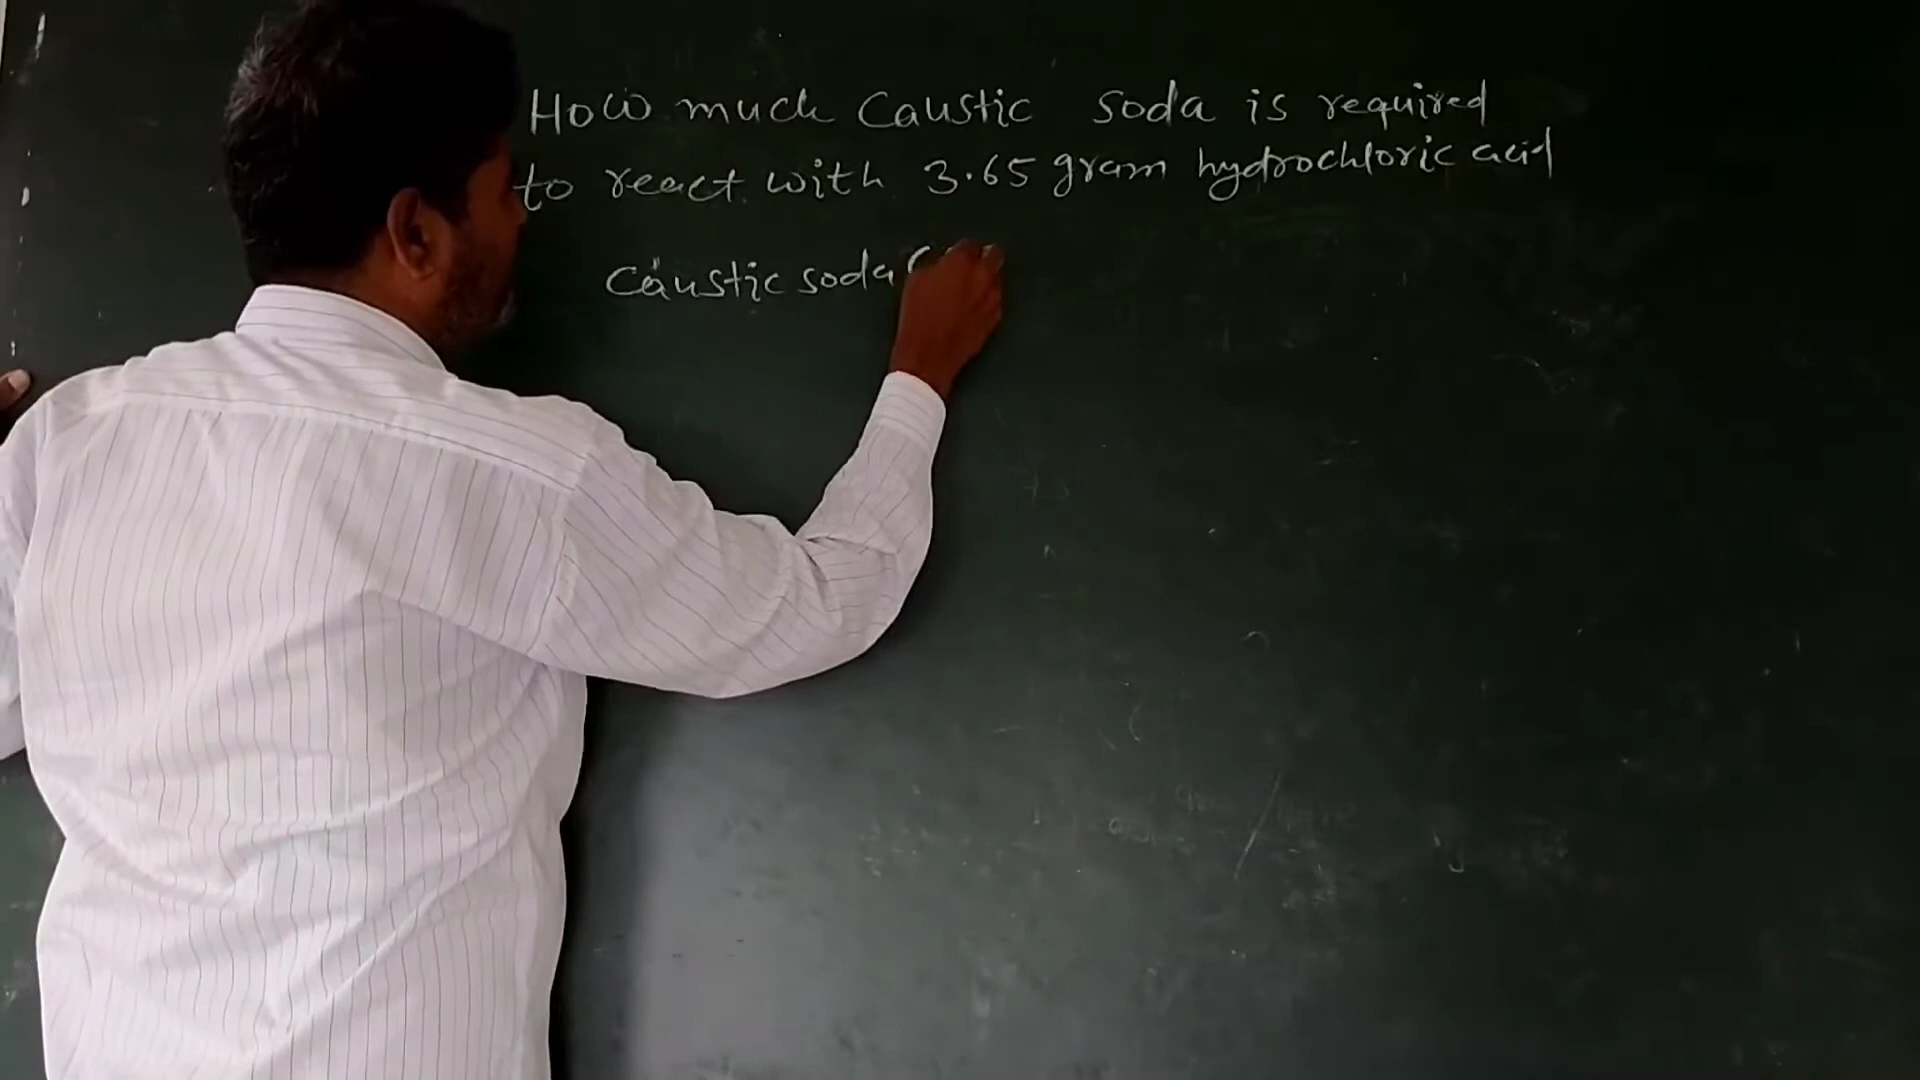 How much Caustic soda is required
to react with 3.65 gram hydrochloric acid
Caustic soda (